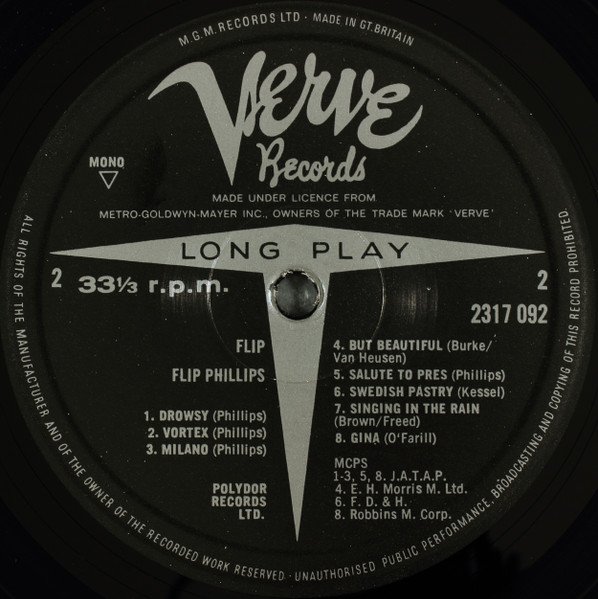 M.G.M. RECORDS LTD · MADE IN GT.BRITAIN
Verve
Records
MONO
MADE UNDER LICENCE FROM
METRO-GOLDWYN-MAYER INC., OWNERS OF THE TRADE MARK 'VERVE'
LONG PLAY
2 33⅓ r.p.m.
2
2317 092
FLIP
FLIP PHILLIPS
1. DROWSY (Phillips)
2. VORTEX (Phillips)
3. MILANO (Phillips)
POLYDOR
RECORDS
LTD.
4. BUT BEAUTIFUL (Burke/
Van Heusen)
5. SALUTE TO PRES (Phillips)
6. SWEDISH PASTRY (Kessel)
7. SINGING IN THE RAIN
(Brown/Freed)
8. GINA (O'Farill)
MCPS
1-3, 5, 8. J.A.T.A.P.
4. E. H. Morris M. Ltd.
6. F. D. & H.
8. Robbins M. Corp.
ALL RIGHTS OF THE MANUFACTURER AND OF THE OWNER OF THE RECORDED WORK RESERVED · UNAUTHORISED PUBLIC PERFORMANCE, BROADCASTING AND COPYING OF THIS RECORD PROHIBITED.